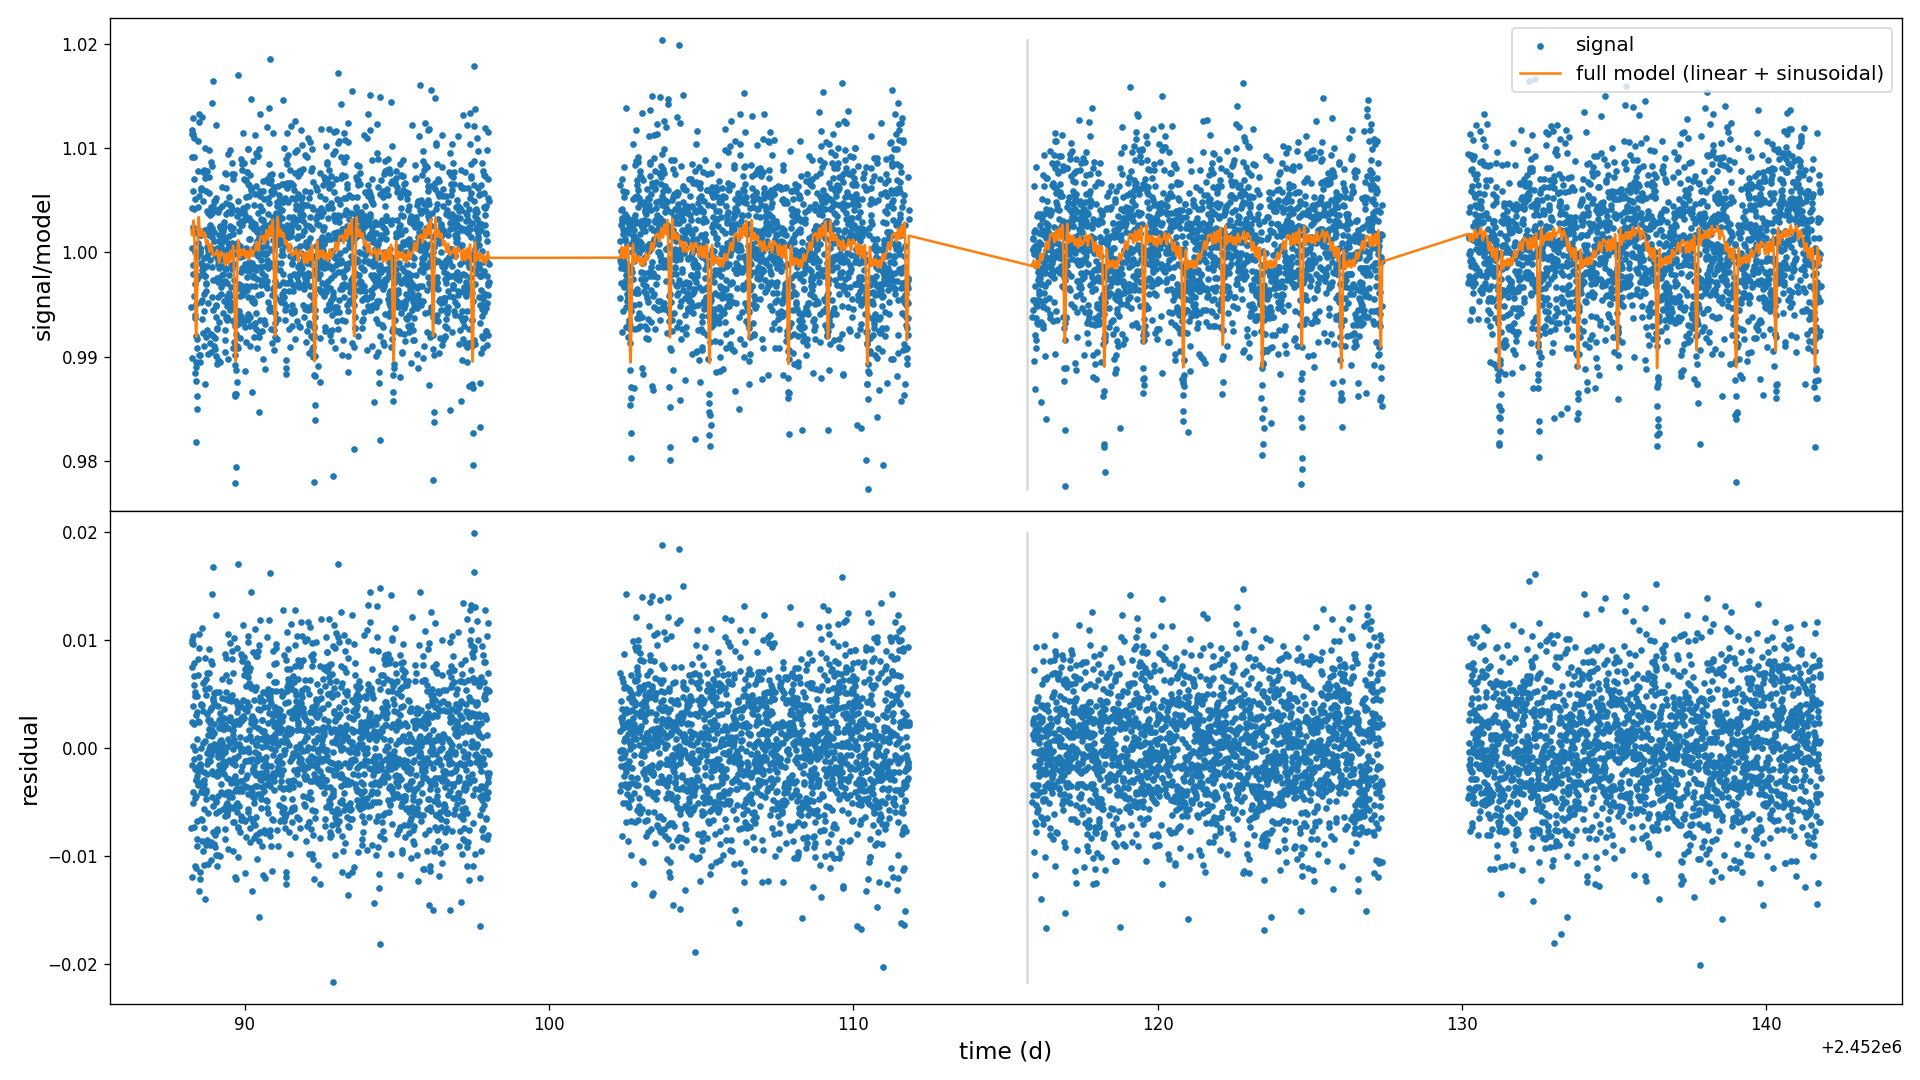 signal
full model (linear + sinusoidal)
1.02
1.01
1.00
0.99
0.98
signal/model
0.02
0.01
0.00
−0.01
−0.02
residual
90
100
110
120
130
140
time (d)
+2.452e6